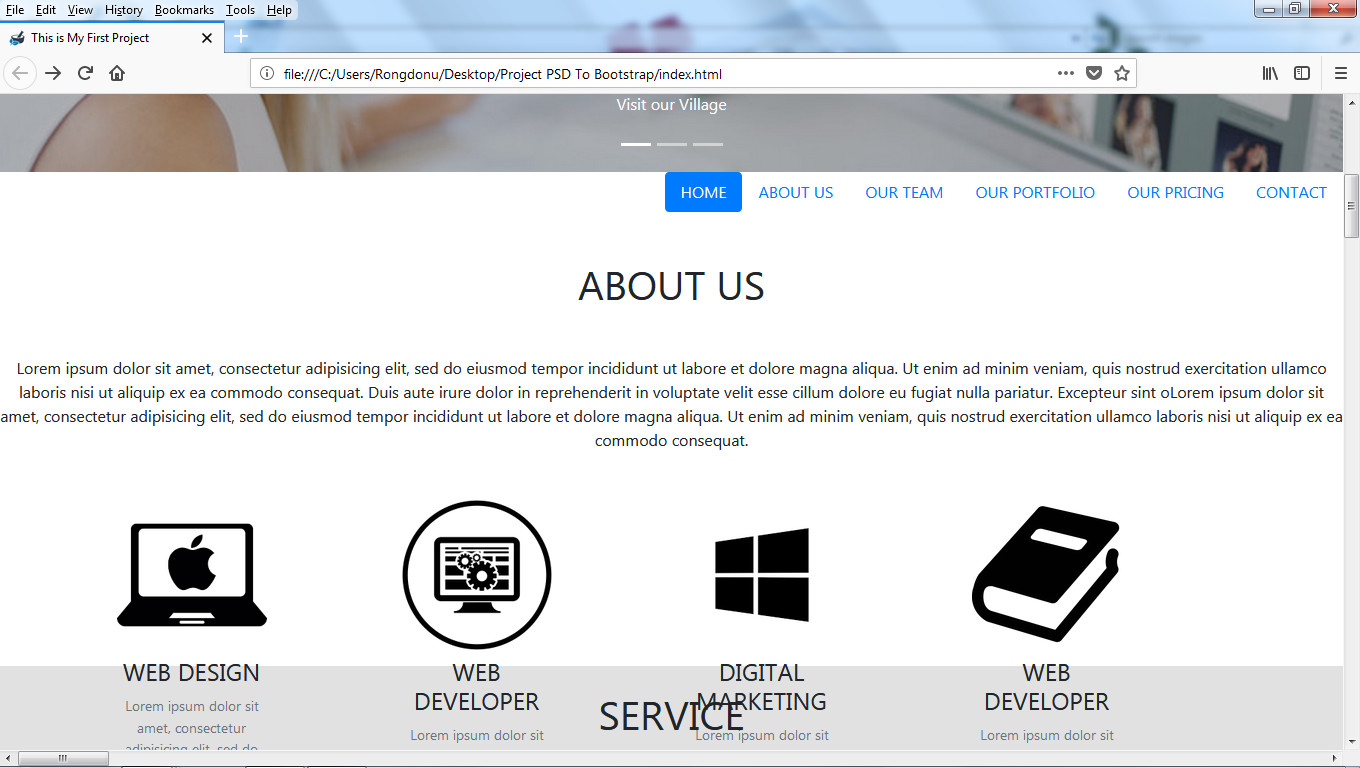 File Edit View History Bookmarks Tools Help
This is My First Project
file:///C:/Users/Rongdonu/Desktop/Project PSD To Bootstrap/index.html
Visit our Village
HOME ABOUT US OUR TEAM OUR PORTFOLIO OUR PRICING CONTACT
ABOUT US
Lorem ipsum dolor sit amet, consectetur adipisicing elit, sed do eiusmod tempor incididunt ut labore et dolore magna aliqua. Ut enim ad minim veniam, quis nostrud exercitation ullamco
laboris nisi ut aliquip ex ea commodo consequat. Duis aute irure dolor in reprehenderit in voluptate velit esse cillum dolore eu fugiat nulla pariatur. Excepteur sint oLorem ipsum dolor sit
amet, consectetur adipisicing elit, sed do eiusmod tempor incididunt ut labore et dolore magna aliqua. Ut enim ad minim veniam, quis nostrud exercitation ullamco laboris nisi ut aliquip ex ea
commodo consequat.
WEB DESIGN
Lorem ipsum dolor sit
amet, consectetur
adipisicing elit, sed do
WEB
DEVELOPER
Lorem ipsum dolor sit
DIGITAL
MARKETING
Lorem ipsum dolor sit
WEB
DEVELOPER
Lorem ipsum dolor sit
SERVICE